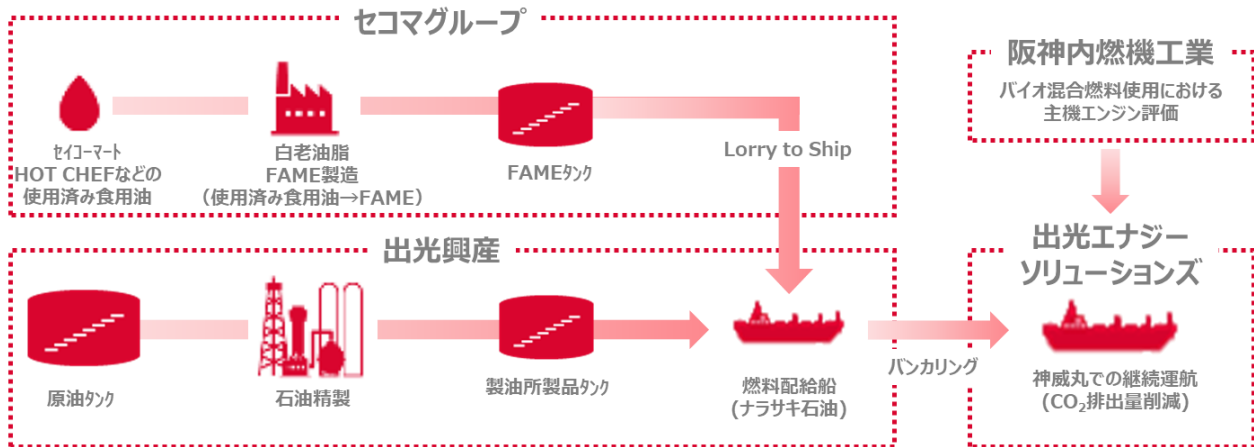 セコマグループ
セイコーマート
HOT CHEFなどの
使用済み食用油
白老油脂
FAME製造
（使用済み食用油→FAME）
FAMEタンク
Lorry to Ship
阪神内燃機工業
バイオ混合燃料使用における
主機エンジン評価
出光興産
原油タンク
石油精製
製油所製品タンク
燃料配給船
(ナラサキ石油)
バンカリング
出光エナジー
ソリューションズ
神威丸での継続運航
(CO₂排出量削減)